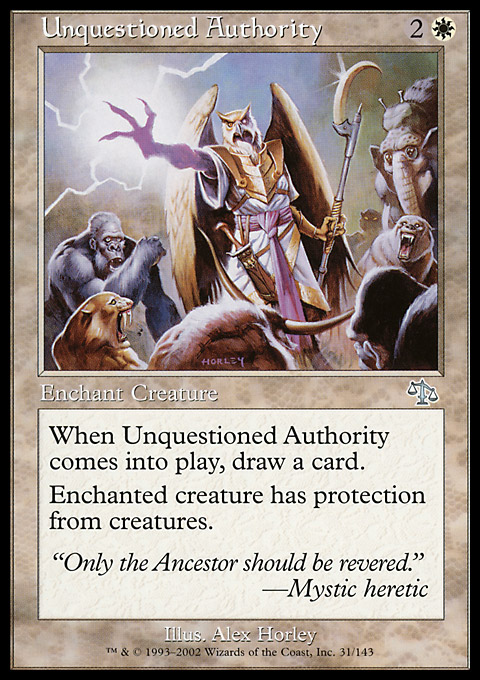 Unquestioned Authority 2
HORLEY
Enchant Creature
When Unquestioned Authority
comes into play, draw a card.
Enchanted creature has protection
from creatures.
“Only the Ancestor should be revered.”
—Mystic heretic
Illus. Alex Horley
™ & © 1993–2002 Wizards of the Coast, Inc. 31/143